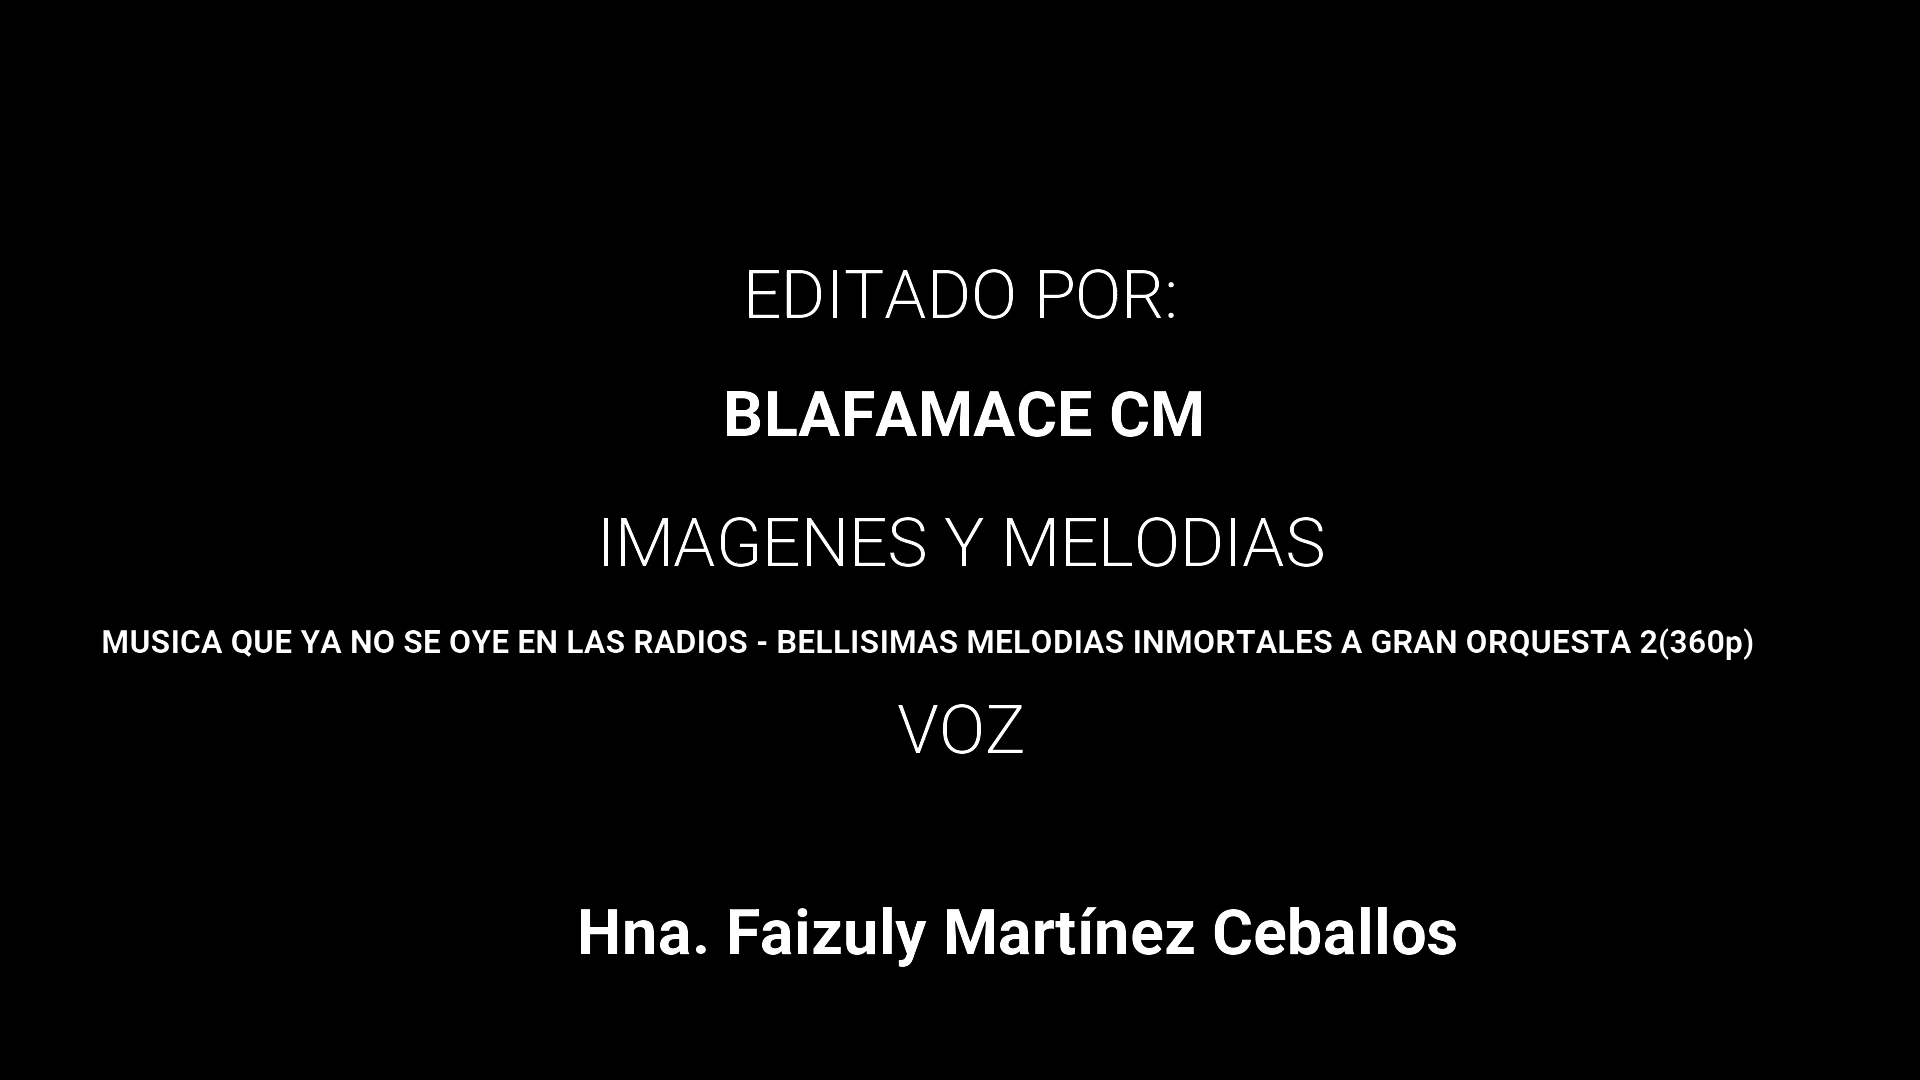 EDITADO POR:
BLAFAMACE CM
IMAGENES Y MELODIAS
MUSICA QUE YA NO SE OYE EN LAS RADIOS - BELLISIMAS MELODIAS INMORTALES A GRAN ORQUESTA 2(360p)
VOZ
Hna. Faizuly Martínez Ceballos